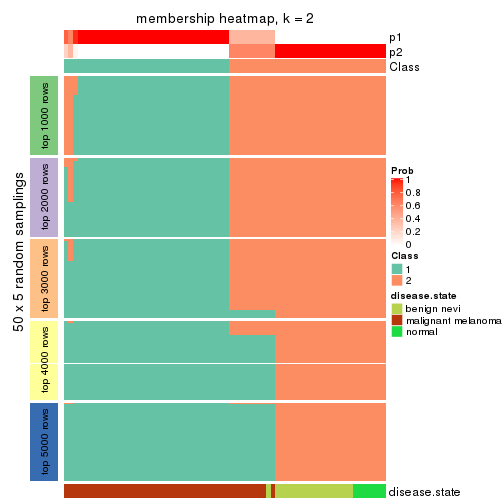 membership heatmap, k = 2
p1
p2
Class
50 x 5 random samplings
top 1000 rows
top 2000 rows
top 3000 rows
top 4000 rows
top 5000 rows
Prob
1
0.8
0.6
0.4
0.2
0
Class
1
2
disease.state
benign nevi
malignant melanoma
normal
disease.state